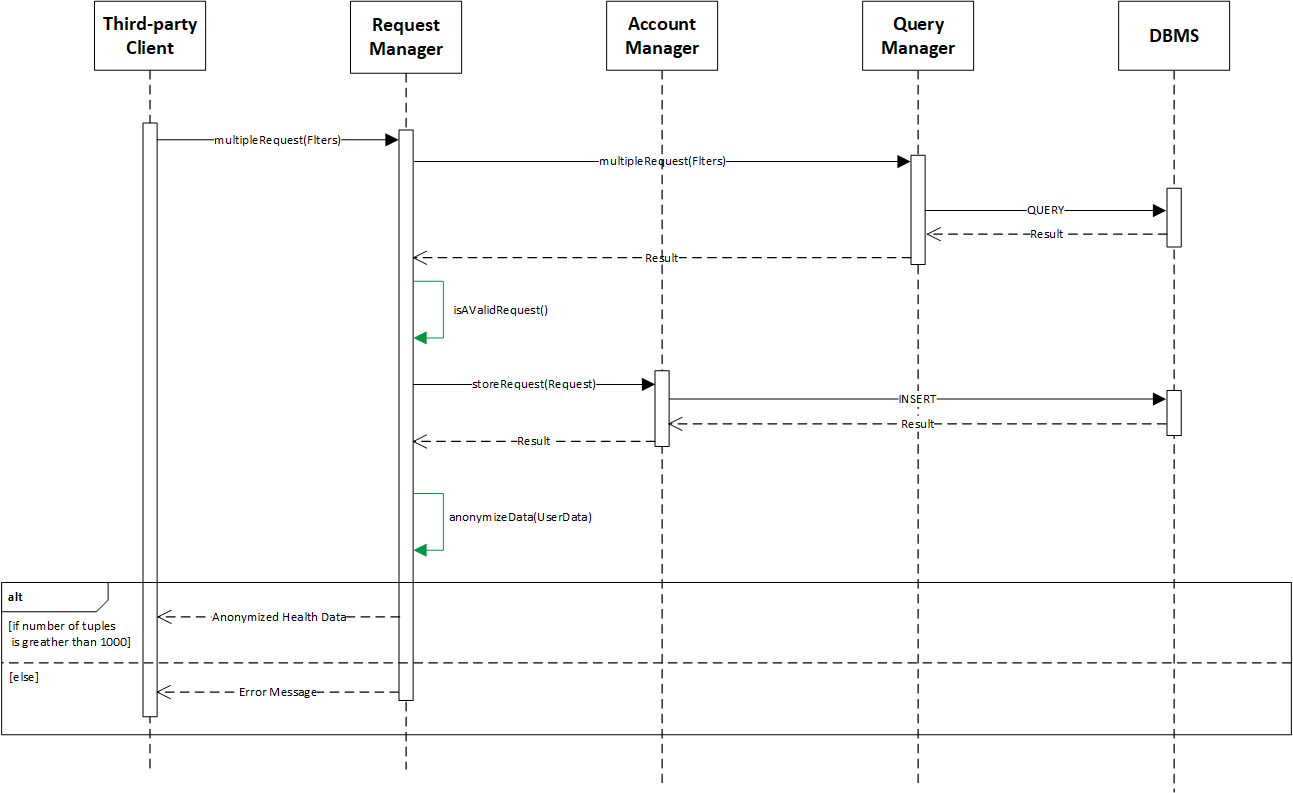 Third-party
Client
Request
Manager
Account
Manager
Query
Manager
DBMS
multipleRequest(Flters)
multipleRequest(Flters)
QUERY
Result
Result
isAValidRequest()
storeRequest(Request)
INSERT
Result
Result
anonymizeData(UserData)
alt
Anonymized Health Data
[if number of tuples
is greather than 1000]
[else]
Error Message